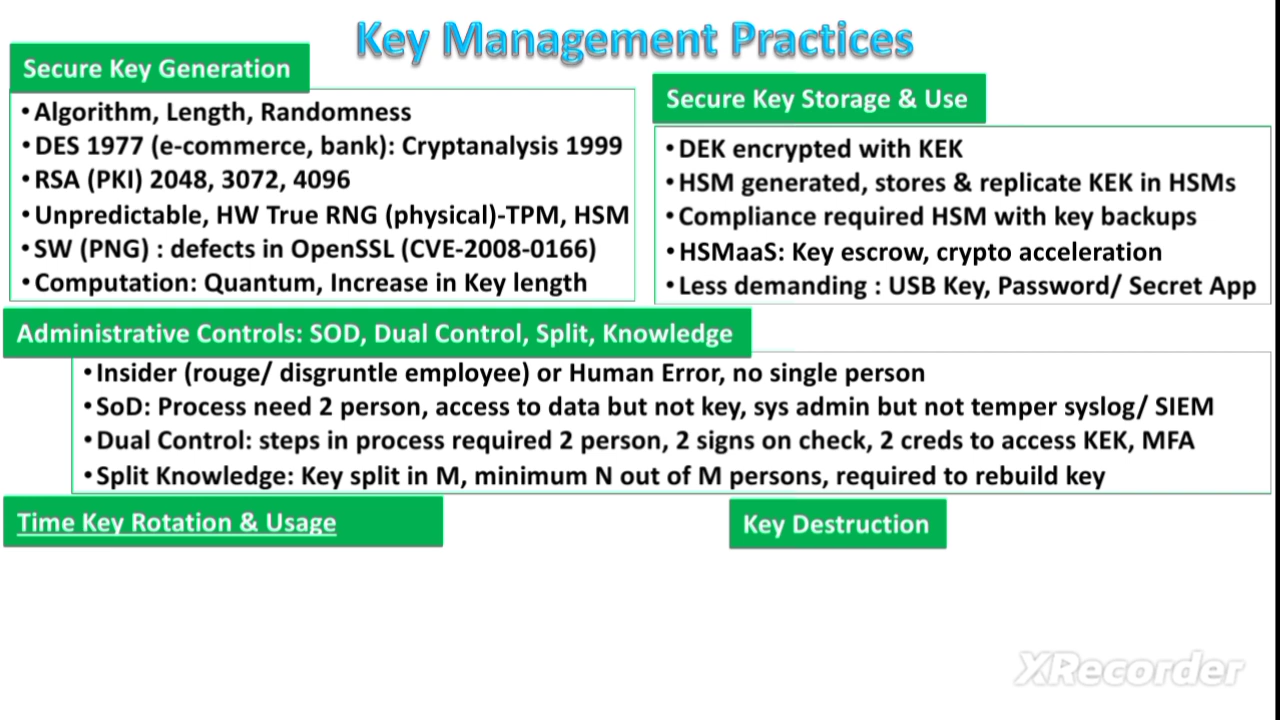 Key Management Practices
Secure Key Generation
•Algorithm, Length, Randomness
•DES 1977 (e-commerce, bank): Cryptanalysis 1999
•RSA (PKI) 2048, 3072, 4096
•Unpredictable, HW True RNG (physical)-TPM, HSM
•SW (PNG) : defects in OpenSSL (CVE-2008-0166)
•Computation: Quantum, Increase in Key length
Secure Key Storage & Use
•DEK encrypted with KEK
•HSM generated, stores & replicate KEK in HSMs
•Compliance required HSM with key backups
•HSMaaS: Key escrow, crypto acceleration
•Less demanding : USB Key, Password/ Secret App
Administrative Controls: SOD, Dual Control, Split, Knowledge
•Insider (rouge/ disgruntle employee) or Human Error, no single person
•SoD: Process need 2 person, access to data but not key, sys admin but not temper syslog/ SIEM
•Dual Control: steps in process required 2 person, 2 signs on check, 2 creds to access KEK, MFA
•Split Knowledge: Key split in M, minimum N out of M persons, required to rebuild key
Time Key Rotation & Usage
Key Destruction
XRecorder